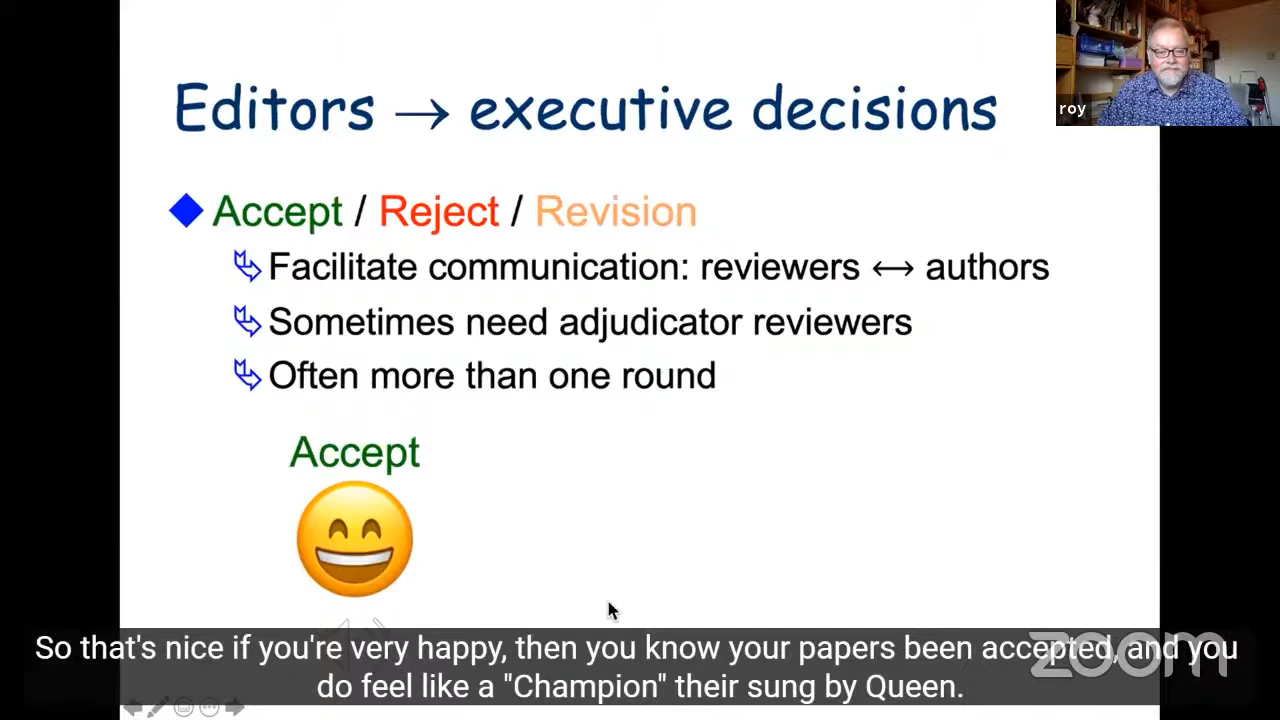 Editors → executive decisions
roy
Accept / Reject / Revision
Facilitate communication: reviewers ↔ authors
Sometimes need adjudicator reviewers
Often more than one round
Accept
So that's nice if you're very happy, then you know your papers been accepted, and you
do feel like a "Champion" their sung by Queen.
zoom